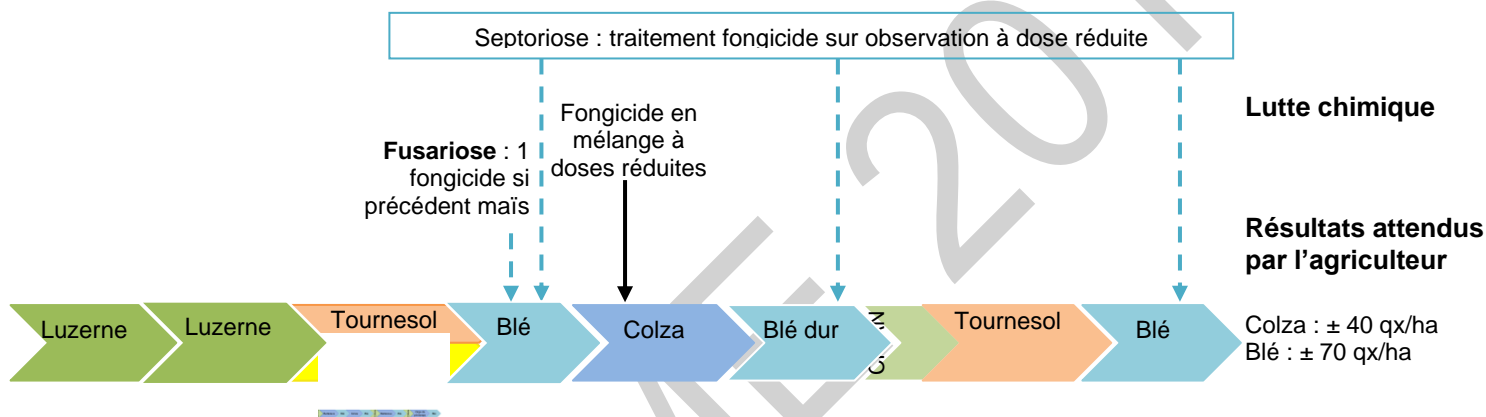 Septoriose : traitement fongicide sur observation à dose réduite
Lutte chimique
Fongicide en
mélange à
doses réduites
Fusariose : 1
fongicide si
précédent maïs
Résultats attendus
par l’agriculteur
Luzerne
Luzerne
Tournesol
Blé
Colza
Blé dur
Tournesol
Blé
Colza : ± 40 qx/ha
Blé : ± 70 qx/ha